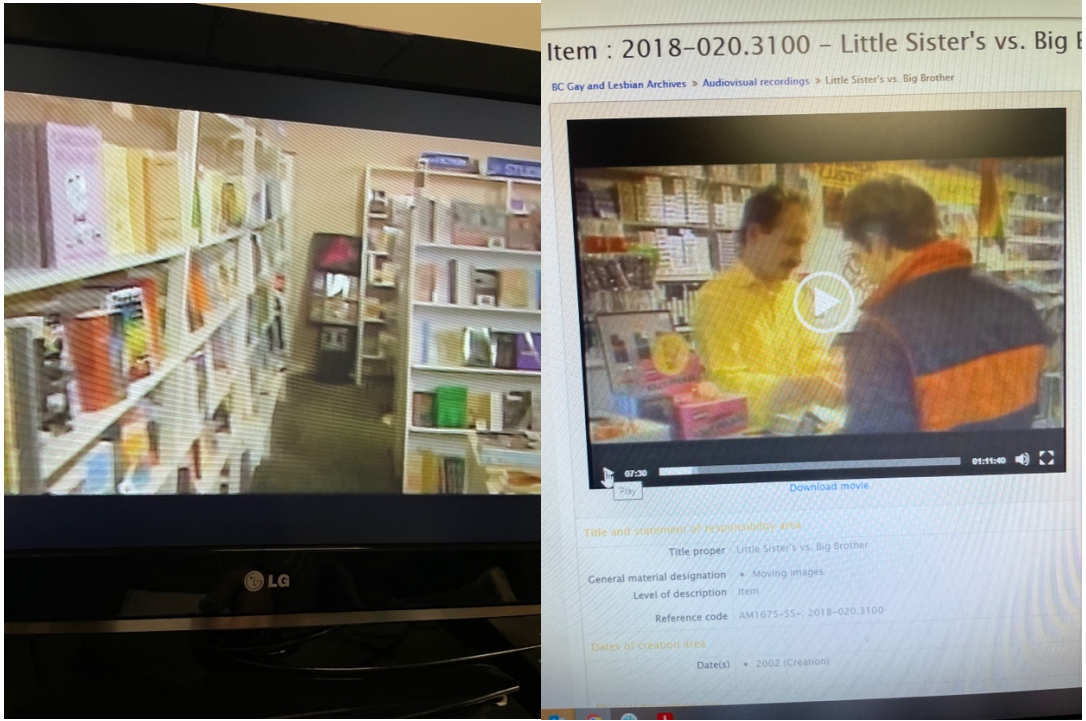 STUD
LG
Item : 2018-020.3100 - Little Sister's vs. Big B
BC Gay and Lesbian Archives » Audiovisual recordings » Little Sister's vs. Big Brother
07:30
01:11:40
Play
Download movie
Title and statement of responsibility area
Title proper Little Sister's vs. Big Brother
General material designation • Moving images
Level of description Item
Reference code AM1675-S5-: 2018-020.3100
Dates of creation area
Date(s) • 2002 (Creation)